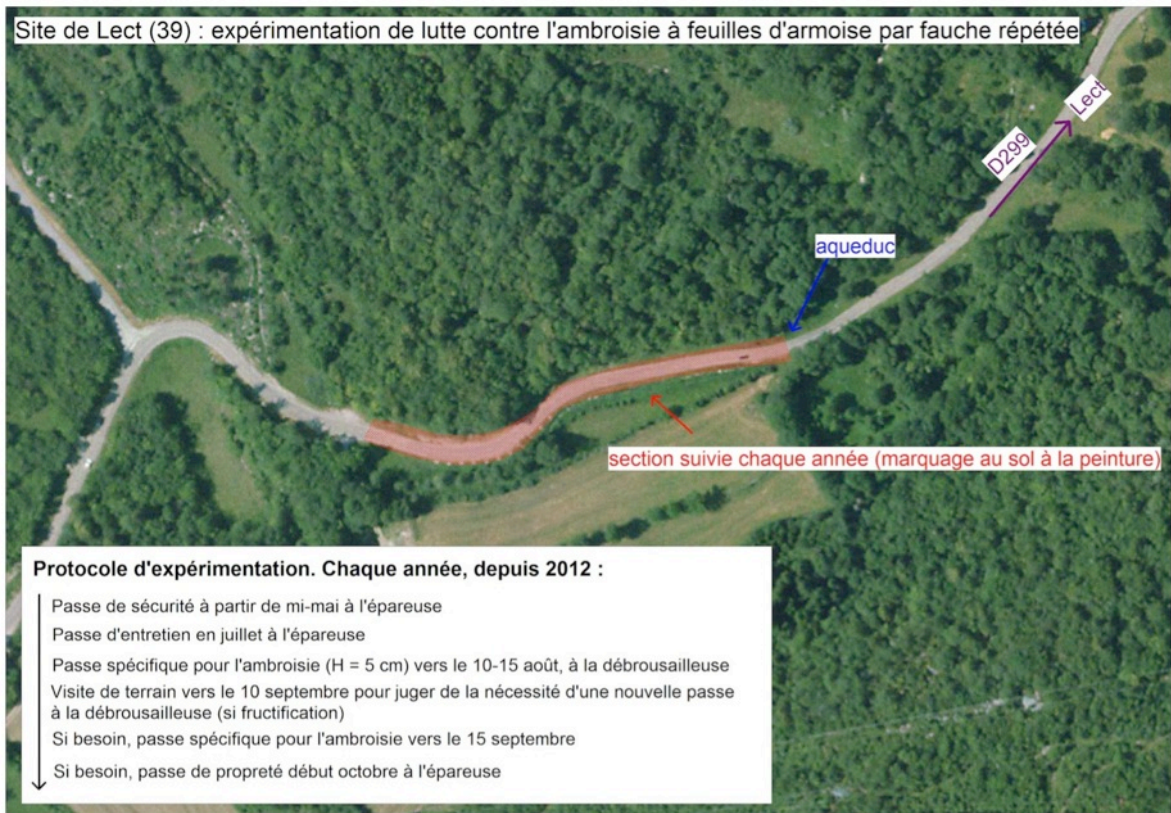 Site de Lect (39) : expérimentation de lutte contre l'ambroisie à feuilles d'armoise par fauche répétée
Lect
D299
aqueduc
section suivie chaque année (marquage au sol à la peinture)
Protocole d'expérimentation. Chaque année, depuis 2012 :
Passe de sécurité à partir de mi-mai à l'épareuse
Passe d'entretien en juillet à l'épareuse
Passe spécifique pour l'ambroisie (H = 5 cm) vers le 10-15 août, à la débrousailleuse
Visite de terrain vers le 10 septembre pour juger de la nécessité d'une nouvelle passe
à la débrousailleuse (si fructification)
Si besoin, passe spécifique pour l'ambroisie vers le 15 septembre
Si besoin, passe de propreté début octobre à l'épareuse